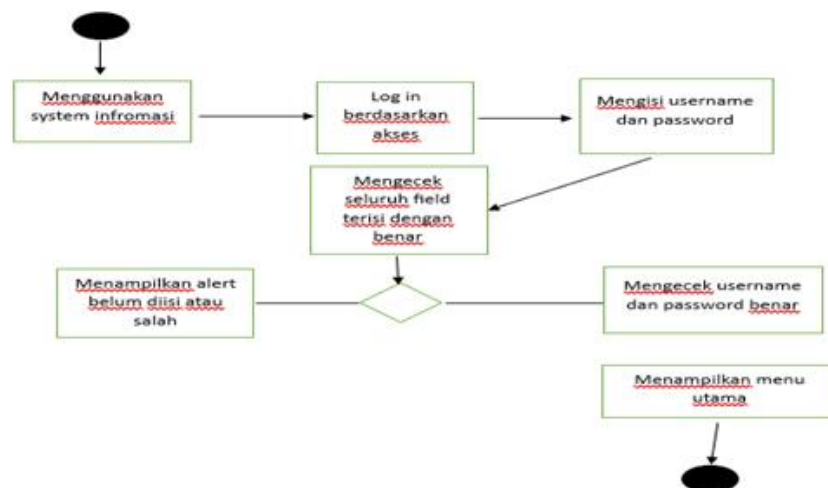 Menggunakan
system infromasi
Log in
berdasarkan
akses
Mengisi username
dan password
Mengecek
seluruh field
terisi dengan
benar
Menampilkan alert
belum diisi atau
salah
Mengecek username
dan password benar
Menampilkan menu
utama